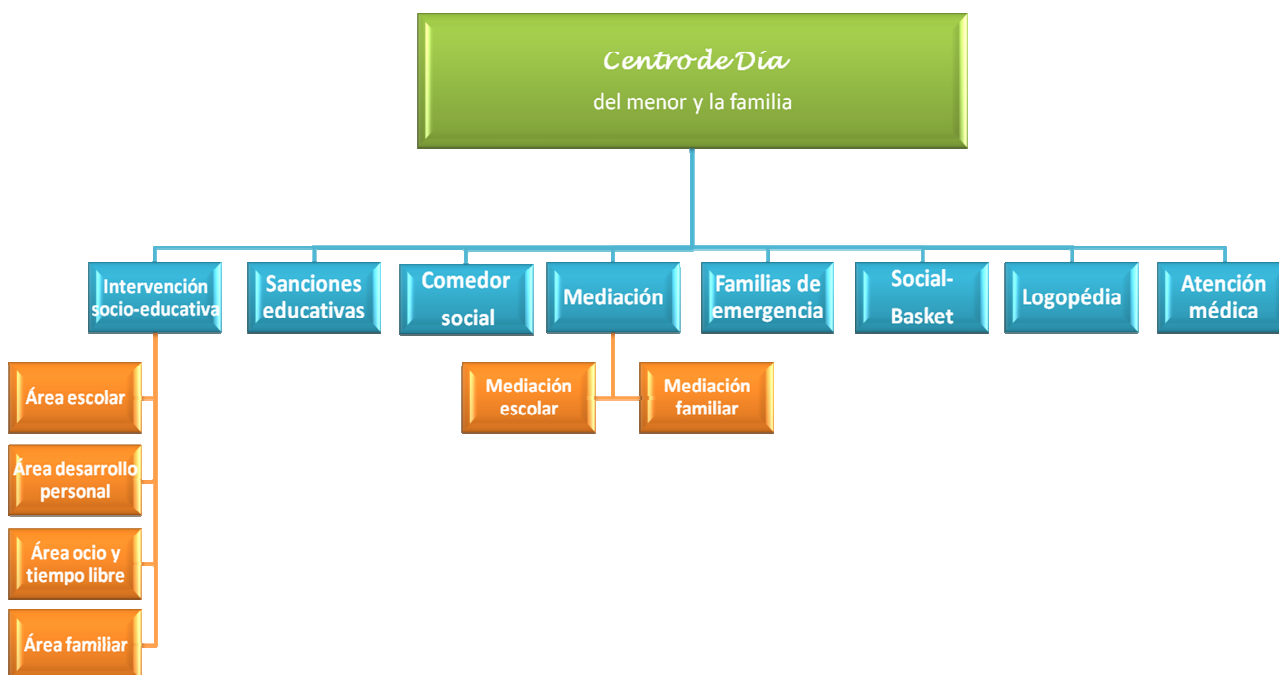 Centro de Día
del menor y la familia
Intervención
socio-educativa
Sanciones
educativas
Comedor
social
Mediación
Familias de
emergencia
Social-
Basket
Logopédia
Atención
médica
Área escolar
Área desarrollo
personal
Área ocio y
tiempo libre
Área familiar
Mediación
escolar
Mediación
familiar